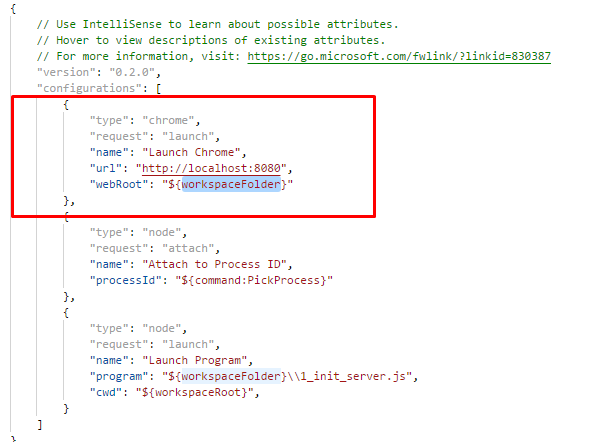 {
// Use IntelliSense to learn about possible attributes.
// Hover to view descriptions of existing attributes.
// For more information, visit: https://go.microsoft.com/fwlink/?linkid=830387
"version": "0.2.0",
"configurations": [
{
"type": "chrome",
"request": "launch",
"name": "Launch Chrome",
"url": "http://localhost:8080",
"webRoot": "${workspaceFolder}"
},
{
"type": "node",
"request": "attach",
"name": "Attach to Process ID",
"processId": "${command:PickProcess}"
},
{
"type": "node",
"request": "launch",
"name": "Launch Program",
"program": "${workspaceFolder}\\1_init_server.js",
"cwd": "${workspaceRoot}",
}
]
}